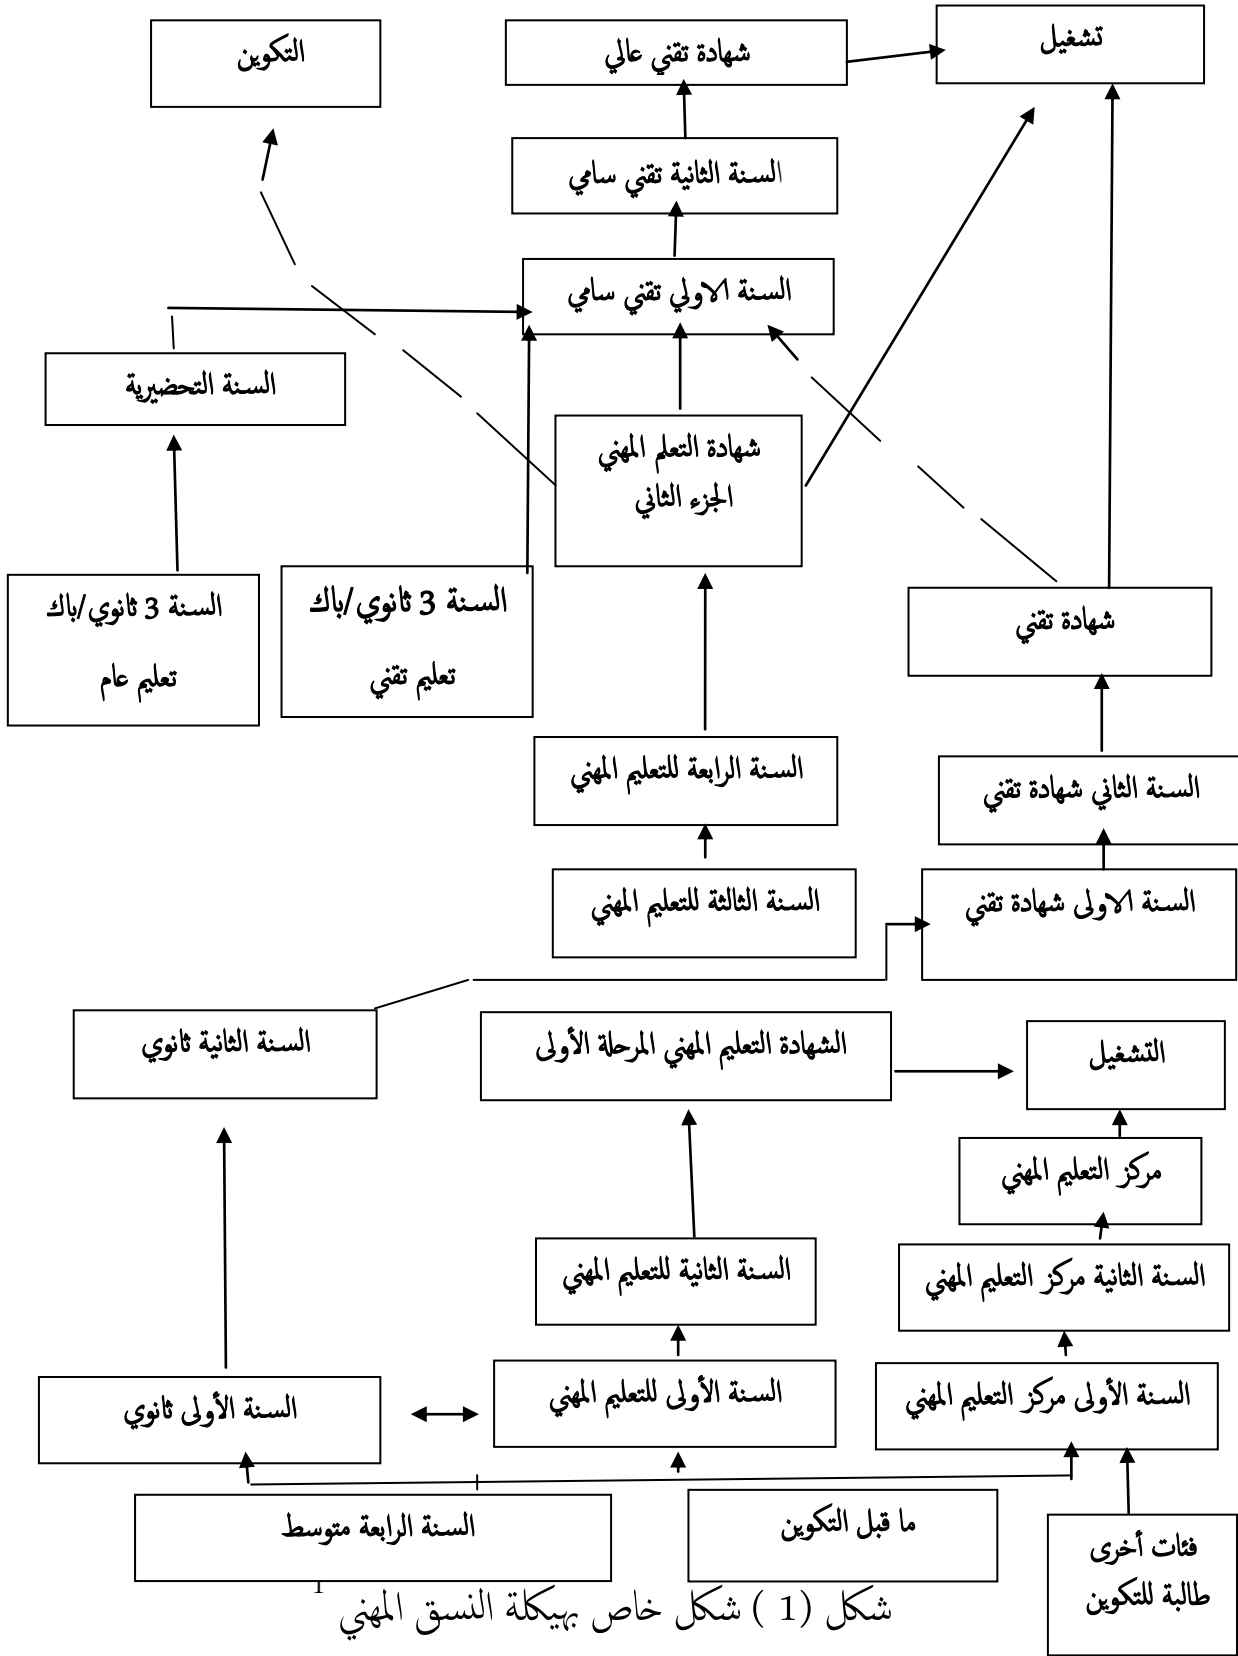 تشغيل
شهادة تقني عالي
التكوين
السنة الثانية تقني سامي
السنة الاولي تقني سامي
السنة التحضيرية
شهادة التعلم المهني
الجزء الثاني
شهادة تقني
السنة 3 ثانوي/باك
تعليم تقني
السنة 3 ثانوي/باك
تعليم عام
السنة الرابعة للتعليم المهني
السنة الثاني شهادة تقني
السنة الثالثة للتعليم المهني
السنة الاولى شهادة تقني
التشغيل
الشهادة التعليم المهني المرحلة الأولى
السنة الثانية ثانوي
مركز التعليم المهني
السنة الثانية مركز التعليم المهني
السنة الثانية للتعليم المهني
السنة الأولى مركز التعليم المهني
السنة الأولى للتعليم المهني
السنة الأولى ثانوي
فئات أخرى
طالبة للتكوين
ما قبل التكوين
السنة الرابعة متوسط
شكل (1 ) شكل خاص بهيكلة النسق المهني 1